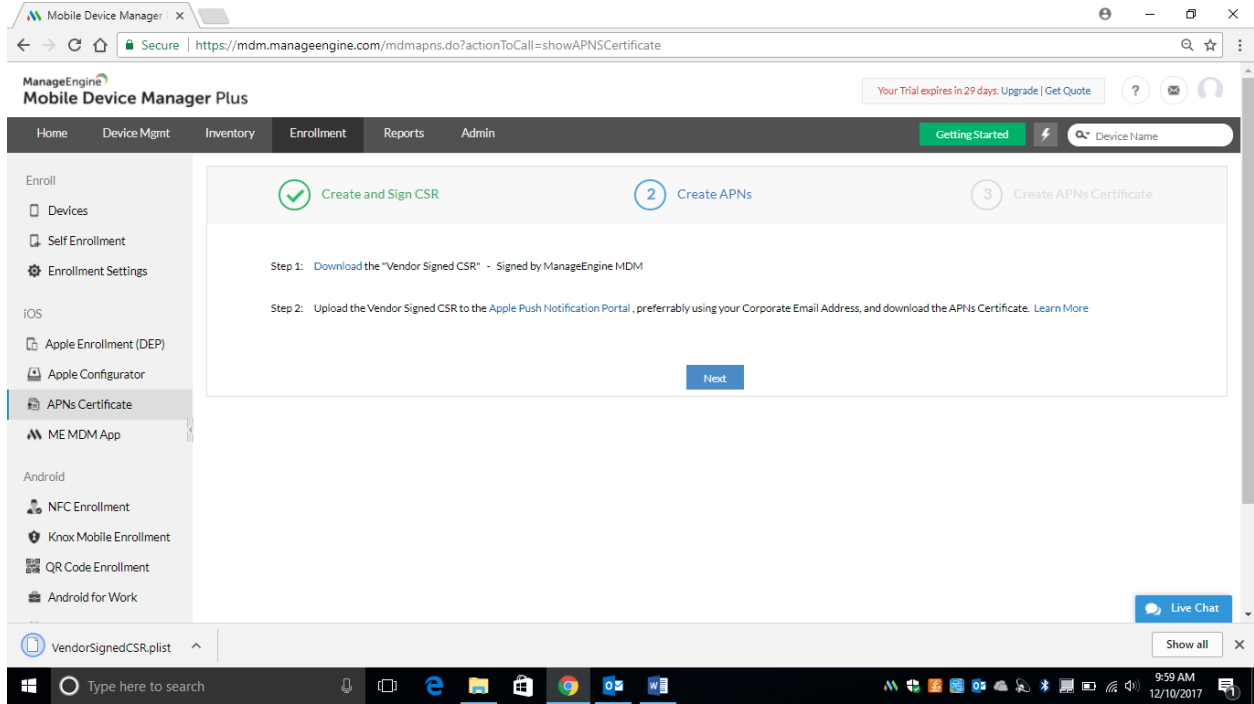 Mobile Device Manager
Secure | https://mdm.manageengine.com/mdmapns.do?actionToCall=showAPNSCertificate
ManageEngine
Mobile Device Manager Plus
Your Trial expires in 29 days. Upgrade | Get Quote
?
Home Device Mgmt Inventory Enrollment Reports Admin
Getting Started
Device Name
Enroll
Devices
Self Enrollment
Enrollment Settings
iOS
Apple Enrollment (DEP)
Apple Configurator
APNs Certificate
ME MDM App
Android
NFC Enrollment
Knox Mobile Enrollment
QR Code Enrollment
Android for Work
Create and Sign CSR
2 Create APNs
3 Create APNs Certificate
Step 1: Download the "Vendor Signed CSR" - Signed by ManageEngine MDM
Step 2: Upload the Vendor Signed CSR to the Apple Push Notification Portal , preferrably using your Corporate Email Address, and download the APNs Certificate. Learn More
Next
Live Chat
VendorSignedCSR.plist
Show all
Type here to search
9:59 AM
12/10/2017